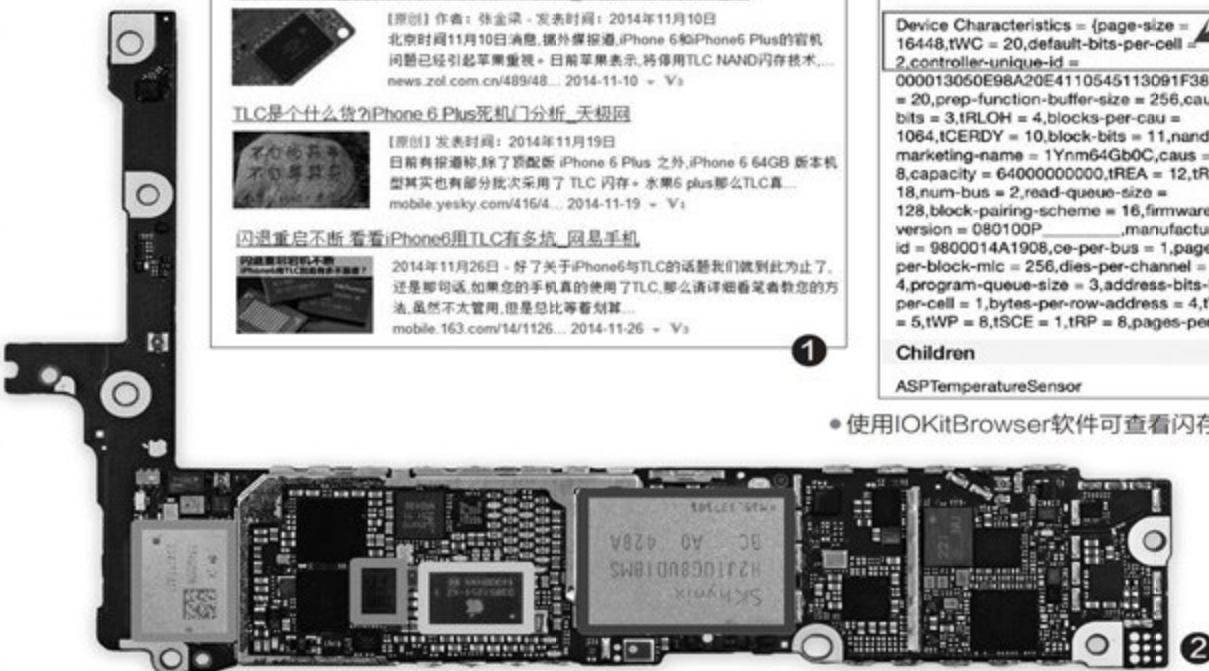 [原创] 作者：张金梁 - 发表时间：2014年11月10日
北京时间11月10日消息,据外媒报道,iPhone 6和iPhone6 Plus的宕机
问题已经引起苹果重视。日前苹果表示,将停用TLC NAND闪存技术,...
news.zol.com.cn/489/48... 2014-11-10 - V3
TLC是个什么货?iPhone 6 Plus死机门分析_天极网
[原创] 发表时间：2014年11月19日
日前有报道称,除了顶配版 iPhone 6 Plus 之外,iPhone 6 64GB 版本机
型其实也有部分批次采用了 TLC 闪存。水果6 plus那么TLC真...
mobile.yesky.com/416/4... 2014-11-19 - V1
闪退重启不断 看看iPhone6用TLC有多坑_网易手机
2014年11月26日 - 好了关于iPhone6与TLC的话题我们就到此为止了,
还是那句话,如果您的手机真的使用了TLC,那么请详细看笔者教您的方
法,虽然不太管用,但是总比等着划算...
mobile.163.com/14/1126... 2014-11-26 - V3
1
Device Characteristics = {page-size =
16448,tWC = 20,default-bits-per-cell =
2,controller-unique-id =
000013050E98A20E4110545113091F38
= 20,prep-function-buffer-size = 256,cau
bits = 3,tRLOH = 4,blocks-per-cau =
1064,tCERDY = 10,block-bits = 11,nand
marketing-name = 1Ynm64Gb0C,caus =
8,capacity = 64000000000,tREA = 12,tR
18,num-bus = 2,read-queue-size =
128,block-pairing-scheme = 16,firmware
version = 080100P________,manufactu
id = 9800014A1908,ce-per-bus = 1,page
per-block-mlc = 256,dies-per-channel =
4,program-queue-size = 3,address-bits-
per-cell = 1,bytes-per-row-address = 4,t
= 5,tWP = 8,tSCE = 1,tRP = 8,pages-per
Children
ASPTemperatureSensor
●使用IOKitBrowser软件可查看闪存
SKhynix
H2JTDG8UD1BMS
BC AO 428A
2